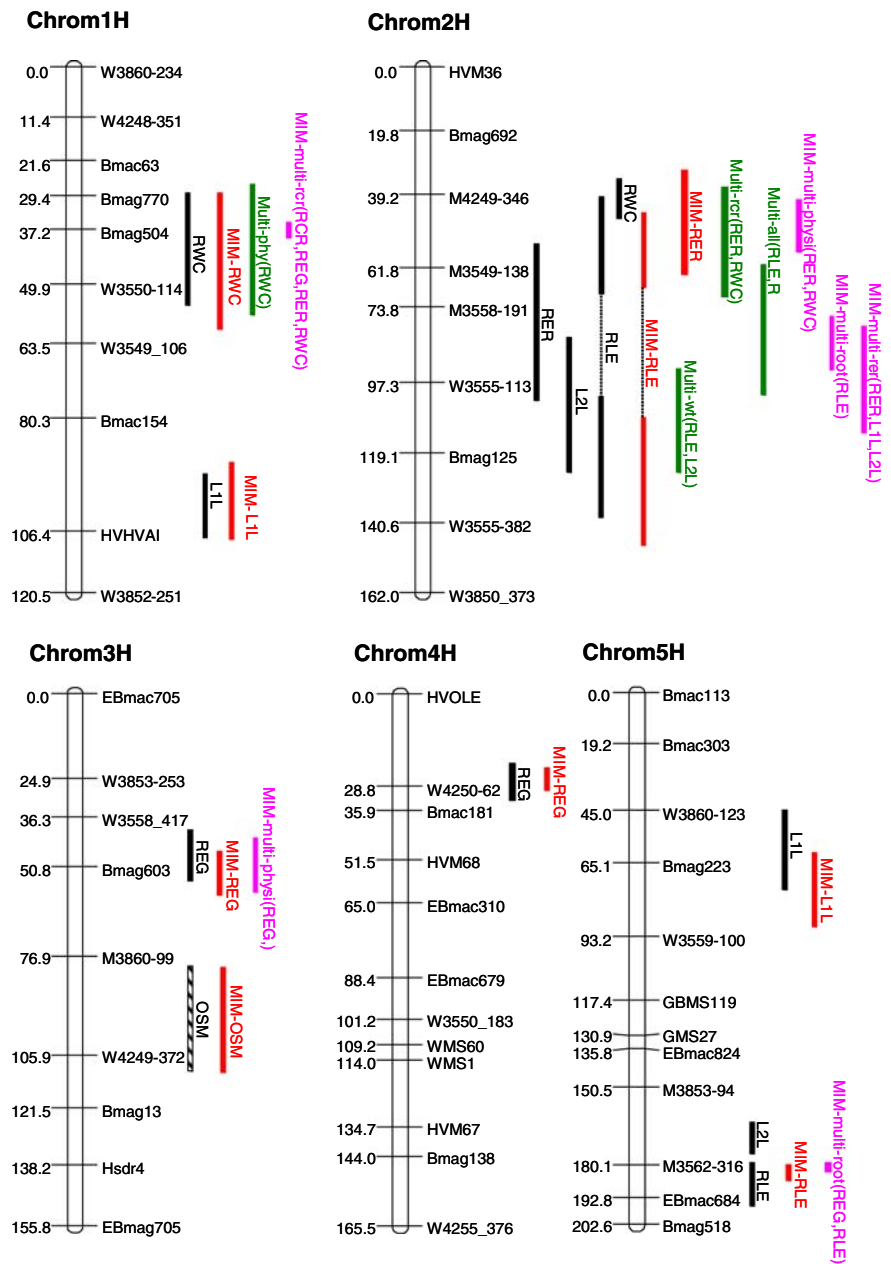 Chrom1H
0.0 W3860-234
11.4 W4248-351
21.6 Bmac63
29.4 Bmag770
37.2 Bmag504
49.9 W3550-114
63.5 W3549_106
80.3 Bmac154
106.4 HVHVAI
120.5 W3852-251
RWC
MIM-RWC
Multi-phy(RWC)
MIM-multi-rcr(RCR,REG,RER,RWC)
L1L
MIM- L1L
Chrom2H
0.0 HVM36
19.8 Bmag692
39.2 M4249-346
61.8 M3549-138
73.8 M3558-191
97.3 W3555-113
119.1 Bmag125
140.6 W3555-382
162.0 W3850_373
RER
L2L
RLE
RWC
MIM-RLE
MIM-RER
Multi-wt(RLE,L2L)
Multi-rcr(RER,RWC)
Multi-all(RLE,R
MIM-multi-physi(RER,RWC)
MIM-multi-root(RLE)
MIM-multi-rer(RER,L1L,L2L)
Chrom3H
0.0 EBmac705
24.9 W3853-253
36.3 W3558_417
50.8 Bmag603
76.9 M3860-99
105.9 W4249-372
121.5 Bmag13
138.2 Hsdr4
155.8 EBmag705
REG
MIM-REG
MIM-multi-physi(REG,)
OSM
MIM-OSM
Chrom4H
0.0 HVOLE
28.8 W4250-62
35.9 Bmac181
51.5 HVM68
65.0 EBmac310
88.4 EBmac679
101.2 W3550_183
109.2 WMS60
114.0 WMS1
134.7 HVM67
144.0 Bmag138
165.5 W4255_376
REG
MIM-REG
Chrom5H
0.0 Bmac113
19.2 Bmac303
45.0 W3860-123
65.1 Bmag223
93.2 W3559-100
117.4 GBMS119
130.9 GMS27
135.8 EBmac824
150.5 M3853-94
180.1 M3562-316
192.8 EBmac684
202.6 Bmag518
L1L
MIM-L1L
L2L
RLE
MIM-RLE
MIM-multi-root(REG,RLE)